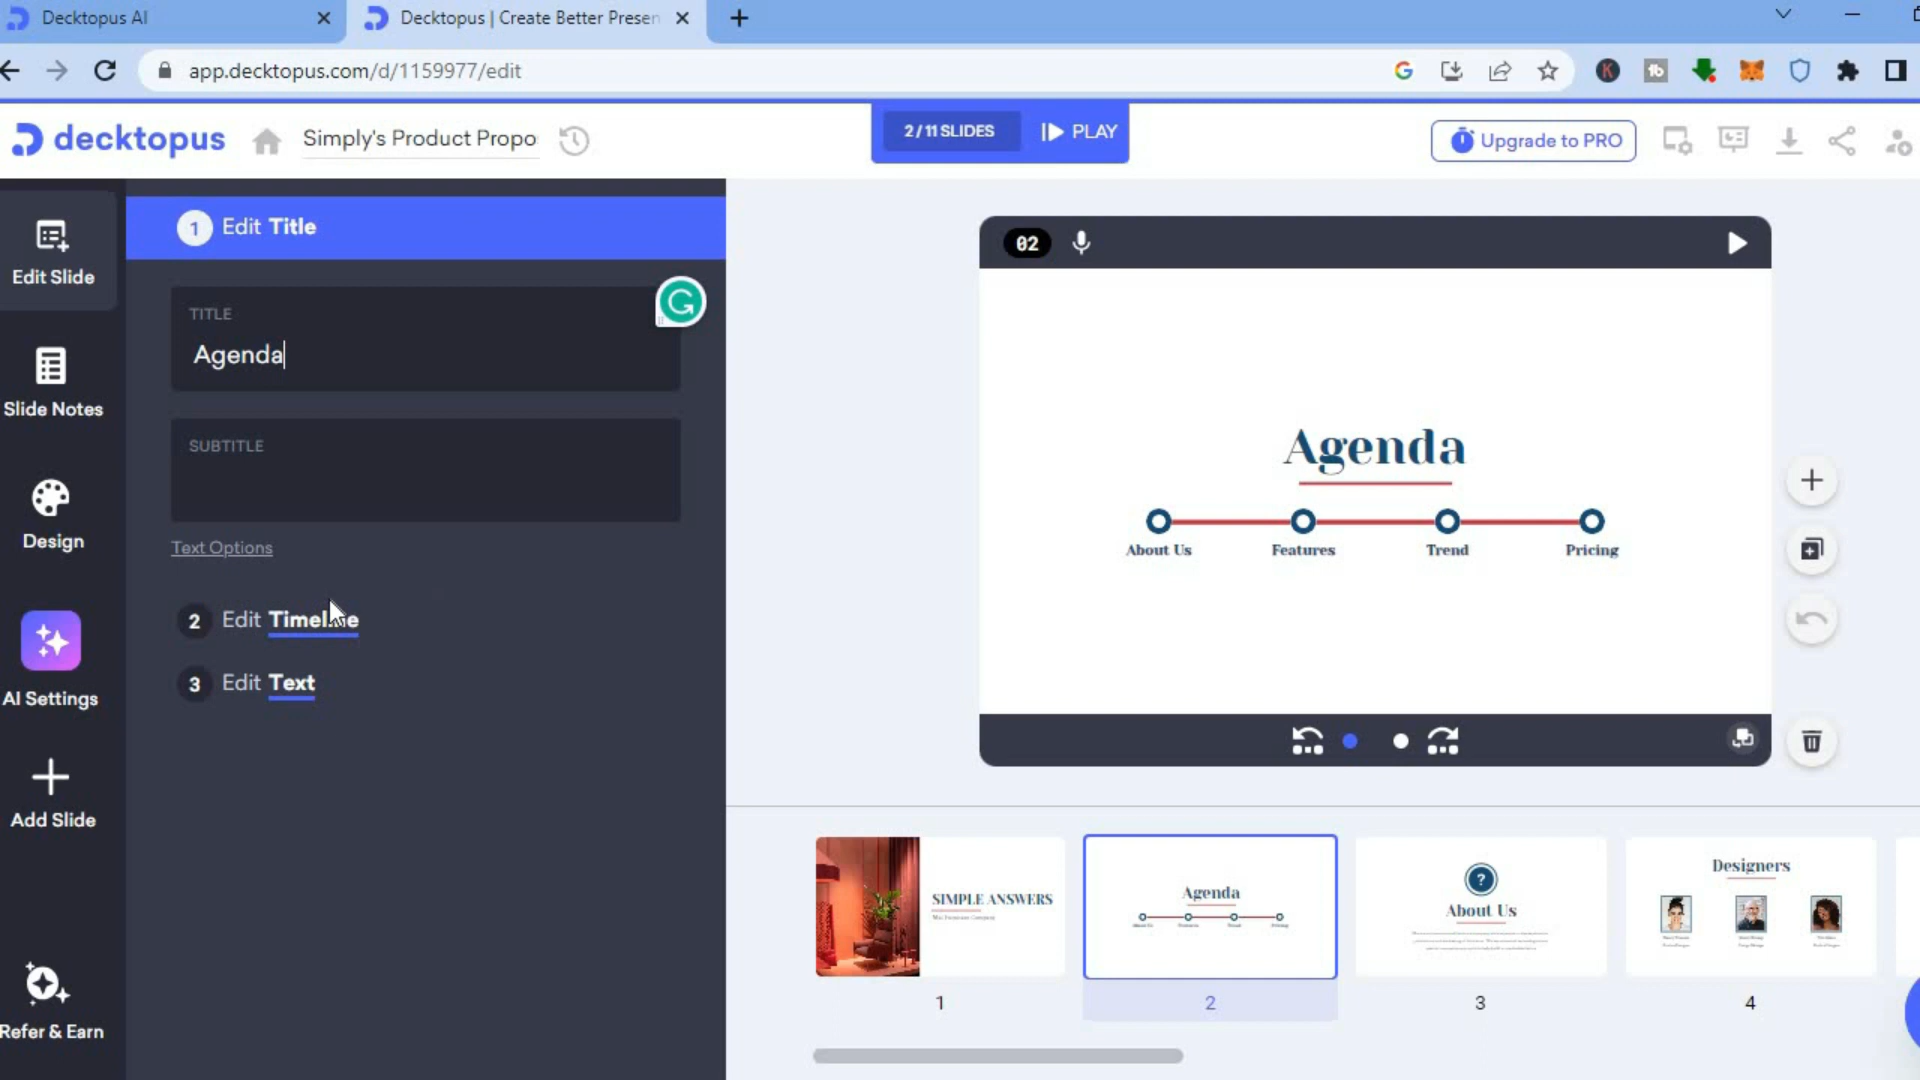 Decktopus AI
Decktopus | Create Better Presen
app.decktopus.com/d/1159977/edit
decktopus
Simply's Product Propo
2 / 11 SLIDES
PLAY
Upgrade to PRO
Edit Slide
Slide Notes
Design
AI Settings
Add Slide
Refer & Earn
1 Edit Title
TITLE
Agenda
SUBTITLE
Text Options
2 Edit Timeline
3 Edit Text
02
Agenda
About Us Features Trend Pricing
SIMPLE ANSWERS
Agenda
?
About Us
Designers
1 2 3 4